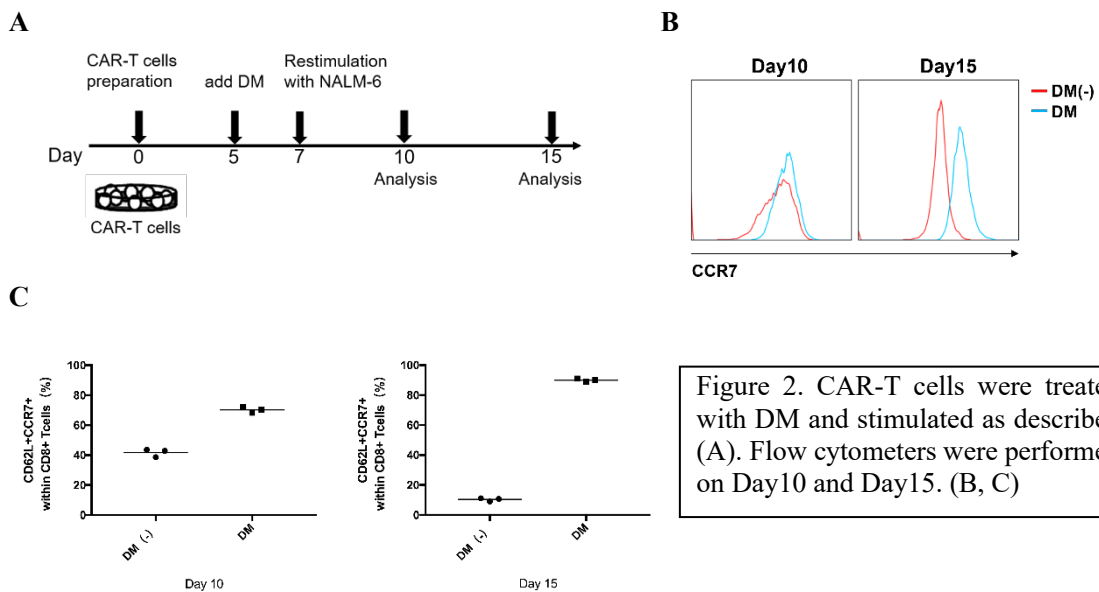 A
CAR-T cells
preparation
add DM
Restimulation
with NALM-6
Day
0
5
7
10
15
Analysis
Analysis
CAR-T cells
B
Day10
Day15
DM(-)
DM
CCR7
C
CD62L+CCR7+
within CD8+ Tcells (%)
100
80
60
40
20
0
DM (-)
DM
Day 10
CD62L+CCR7+
within CD8+ Tcells (%)
100
80
60
40
20
0
DM (-)
DM
Day 15
Figure 2. CAR-T cells were treate
with DM and stimulated as describe
(A). Flow cytometers were performe
on Day10 and Day15. (B, C)